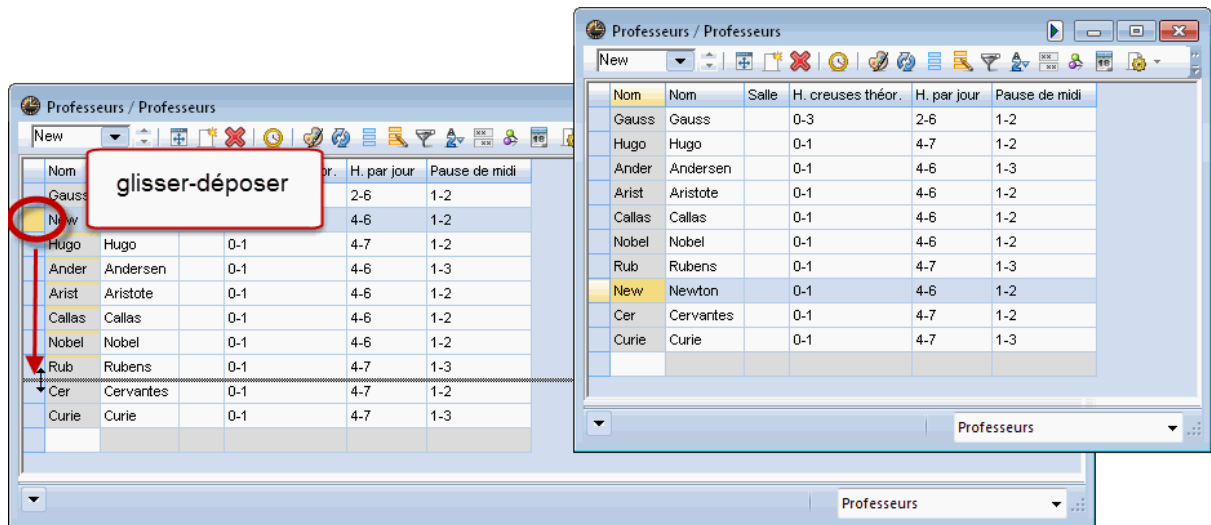 Professeurs / Professeurs
New
Nom Nom Salle H. creuses théor. H. par jour Pause de midi
Gauss Gauss 0-3 2-6 1-2
Hugo Hugo 0-1 4-7 1-2
Ander Andersen 0-1 4-6 1-3
Arist Aristote 0-1 4-6 1-2
Callas Callas 0-1 4-6 1-2
Nobel Nobel 0-1 4-6 1-2
Rub Rubens 0-1 4-7 1-3
New Newton 0-1 4-6 1-2
Cer Cervantes 0-1 4-7 1-2
Curie Curie 0-1 4-7 1-3
Professeurs
Professeurs / Professeurs
New
glisser-déposer
Nom H. par jour Pause de midi
Gauss 2-6 1-2
New 4-6 1-2
Hugo Hugo 0-1 4-7 1-2
Ander Andersen 0-1 4-6 1-3
Arist Aristote 0-1 4-6 1-2
Callas Callas 0-1 4-6 1-2
Nobel Nobel 0-1 4-6 1-2
Rub Rubens 0-1 4-7 1-3
Cer Cervantes 0-1 4-7 1-2
Curie Curie 0-1 4-7 1-3
Professeurs